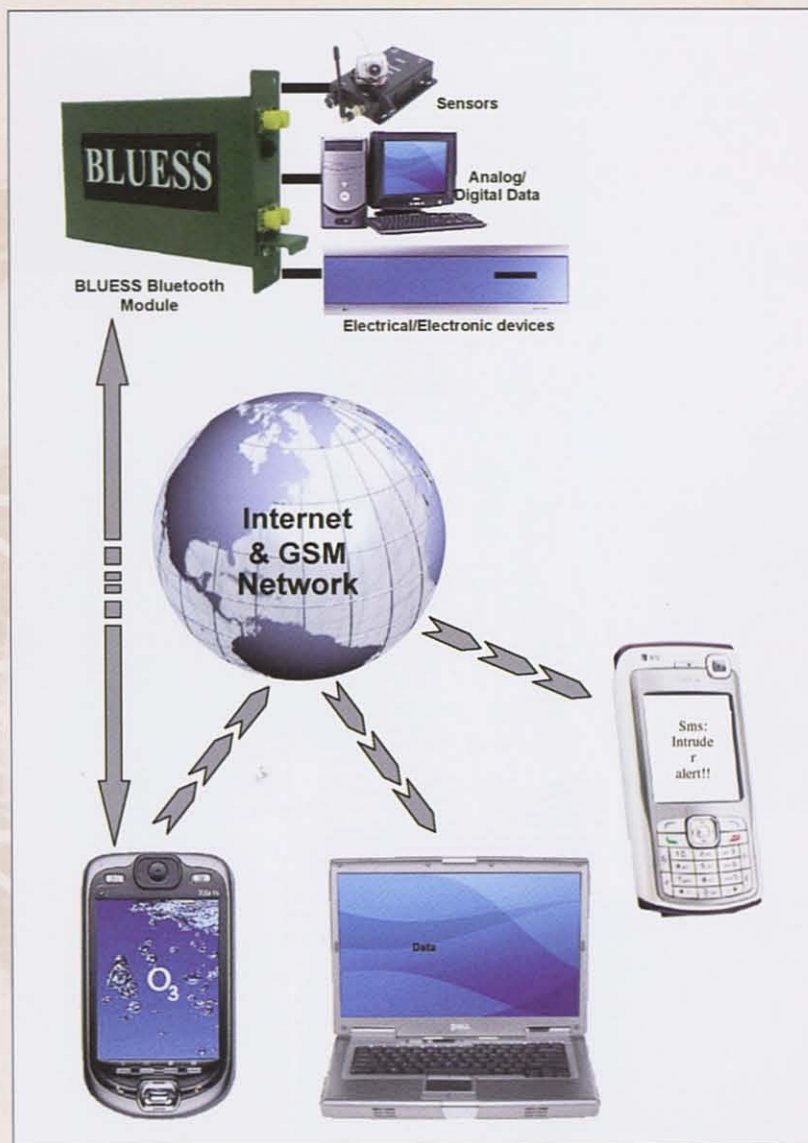 BLUESS
Sensors
Analog/
Digital Data
BLUESS Bluetooth
Module
Electrical/Electronic devices
Internet
& GSM
Network
Sms:
Intrude
r
alert!!
O3
Data
DELL